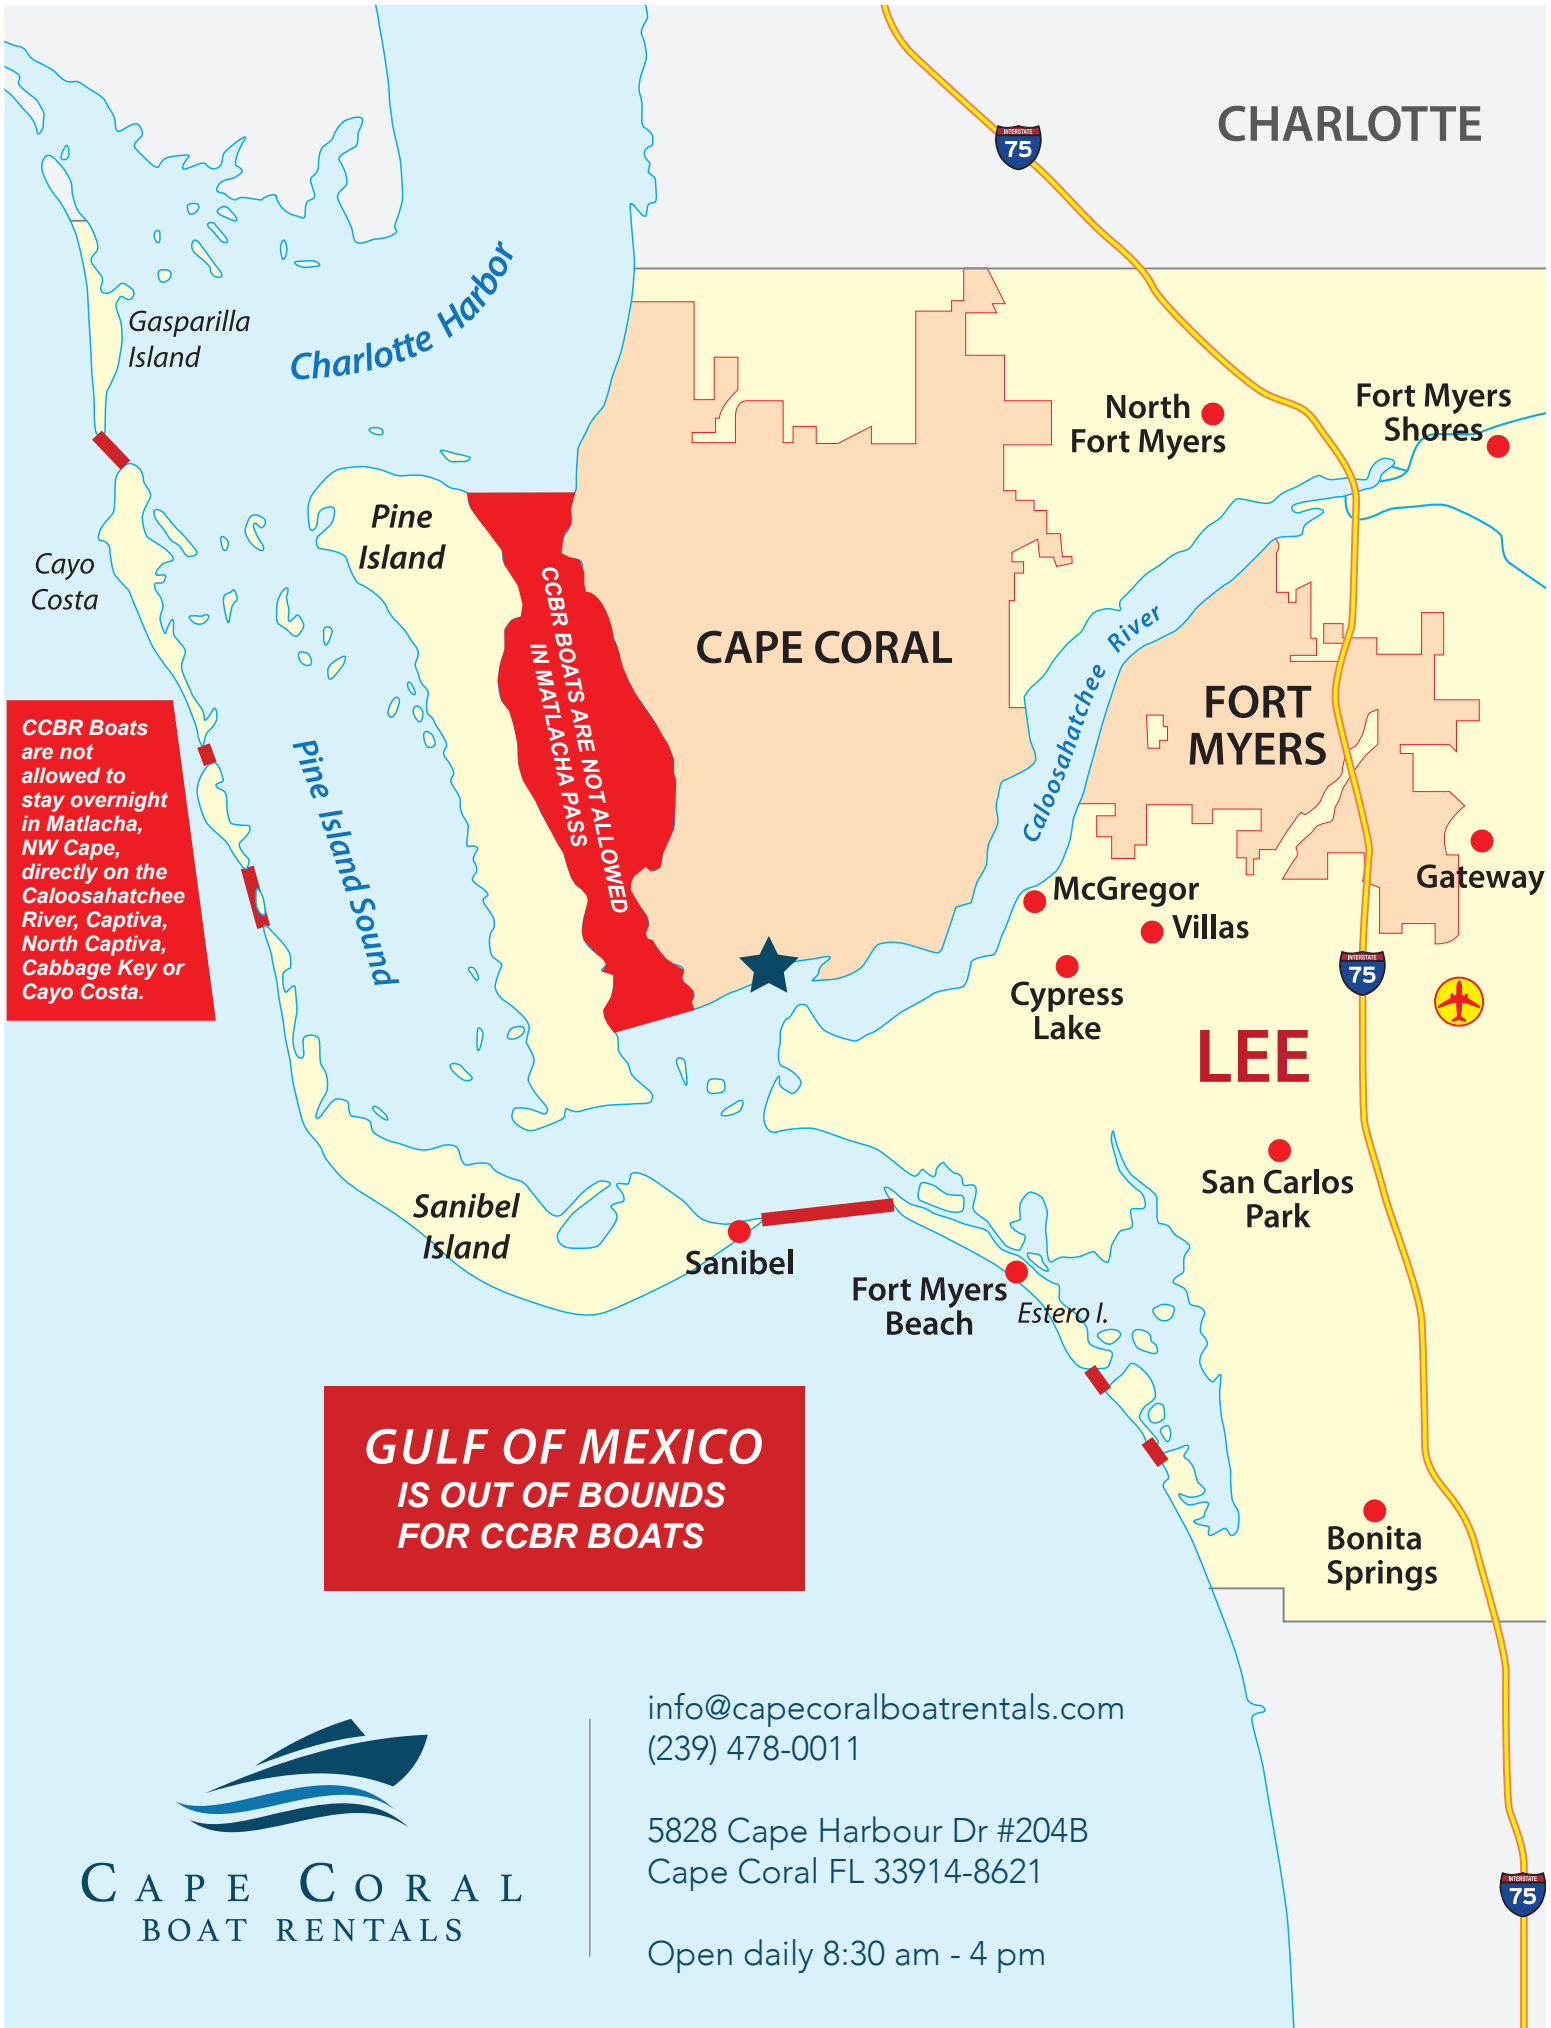 CHARLOTTE
INTERSTATE
75
Gasparilla
Island
Charlotte Harbor
North
Fort Myers
Fort Myers
Shores
Pine
Island
Cayo
Costa
CCBR BOATS ARE NOT ALLOWED
IN MATLACHA PASS
CAPE CORAL
Caloosahatchee River
FORT
MYERS
CCBR Boats
are not
allowed to
stay overnight
in Matlacha,
NW Cape,
directly on the
Caloosahatchee
River, Captiva,
North Captiva,
Cabbage Key or
Cayo Costa.
Pine Island Sound
Gateway
McGregor
Villas
Cypress
Lake
INTERSTATE
75
LEE
San Carlos
Park
Sanibel
Island
Sanibel
Fort Myers
Beach
Estero I.
GULF OF MEXICO
IS OUT OF BOUNDS
FOR CCBR BOATS
Bonita
Springs
CAPE CORAL
BOAT RENTALS
info@capecoralboatrentals.com
(239) 478-0011
5828 Cape Harbour Dr #204B
Cape Coral FL 33914-8621
Open daily 8:30 am - 4 pm
INTERSTATE
75